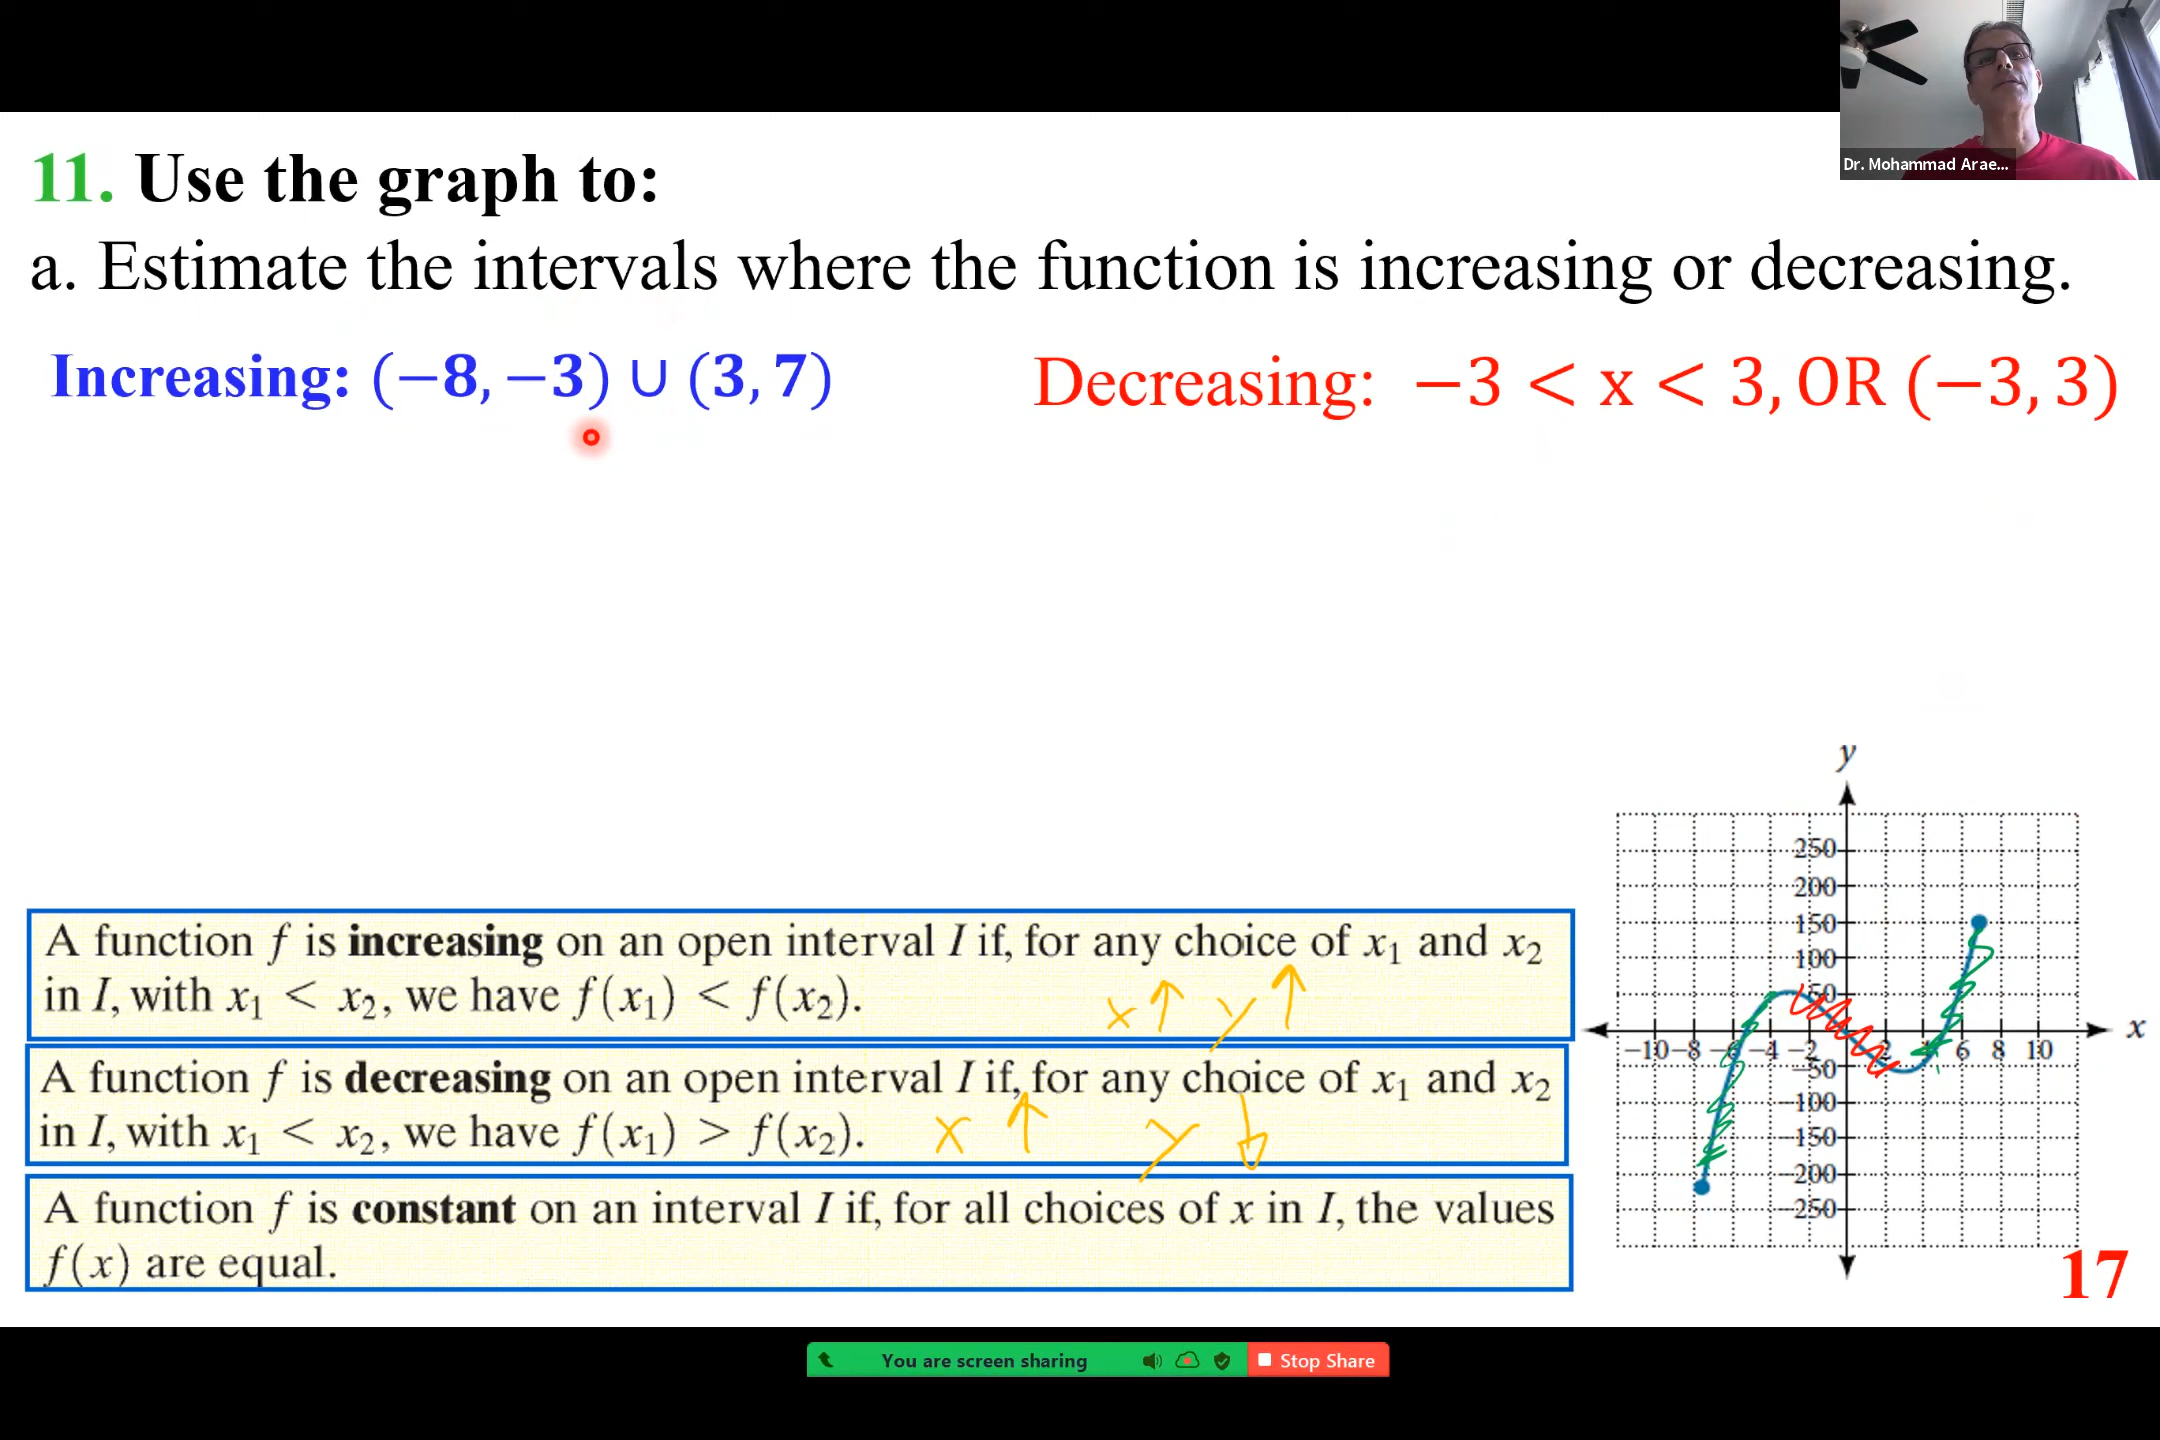 Dr. Mohammad Arae...
11. Use the graph to:
a. Estimate the intervals where the function is increasing or decreasing.
Increasing: (−8, −3) ∪ (3, 7)
Decreasing: −3 < x < 3, OR (−3, 3)
A function f is increasing on an open interval I if, for any choice of x₁ and x₂
in I, with x₁ < x₂, we have f(x₁) < f(x₂).
x ↑ y ↑
A function f is decreasing on an open interval I if, for any choice of x₁ and x₂
in I, with x₁ < x₂, we have f(x₁) > f(x₂).
x ↑ y ↓
A function f is constant on an interval I if, for all choices of x in I, the values
f(x) are equal.
y
250
200
150
100
50
x
−10 −8 −4 −2 2 6 8 10
−50
−100
−150
−200
−250
17
You are screen sharing
Stop Share